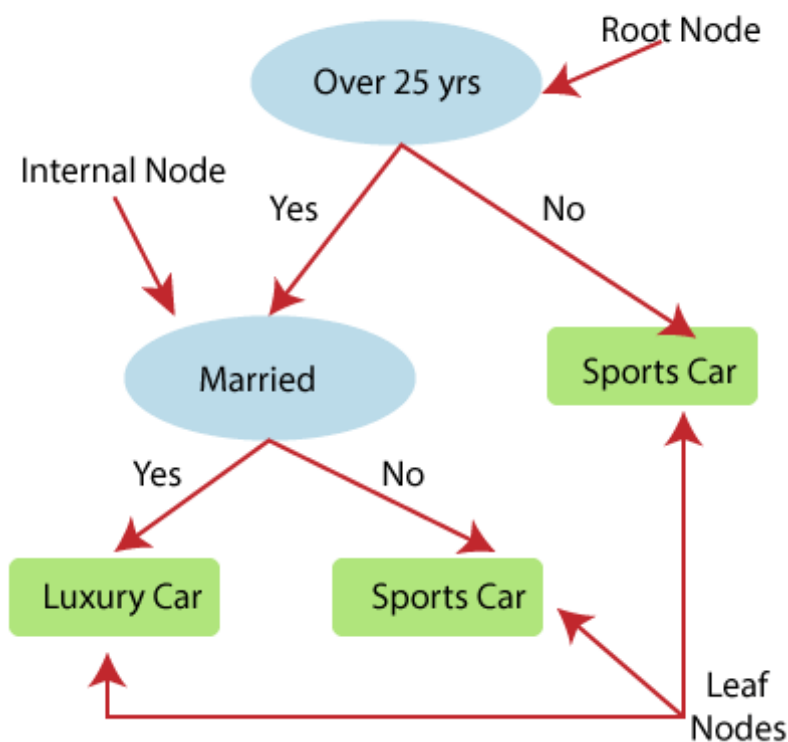 Root Node
Over 25 yrs
Internal Node
Yes
No
Married
Sports Car
Yes
No
Luxury Car
Sports Car
Leaf
Nodes